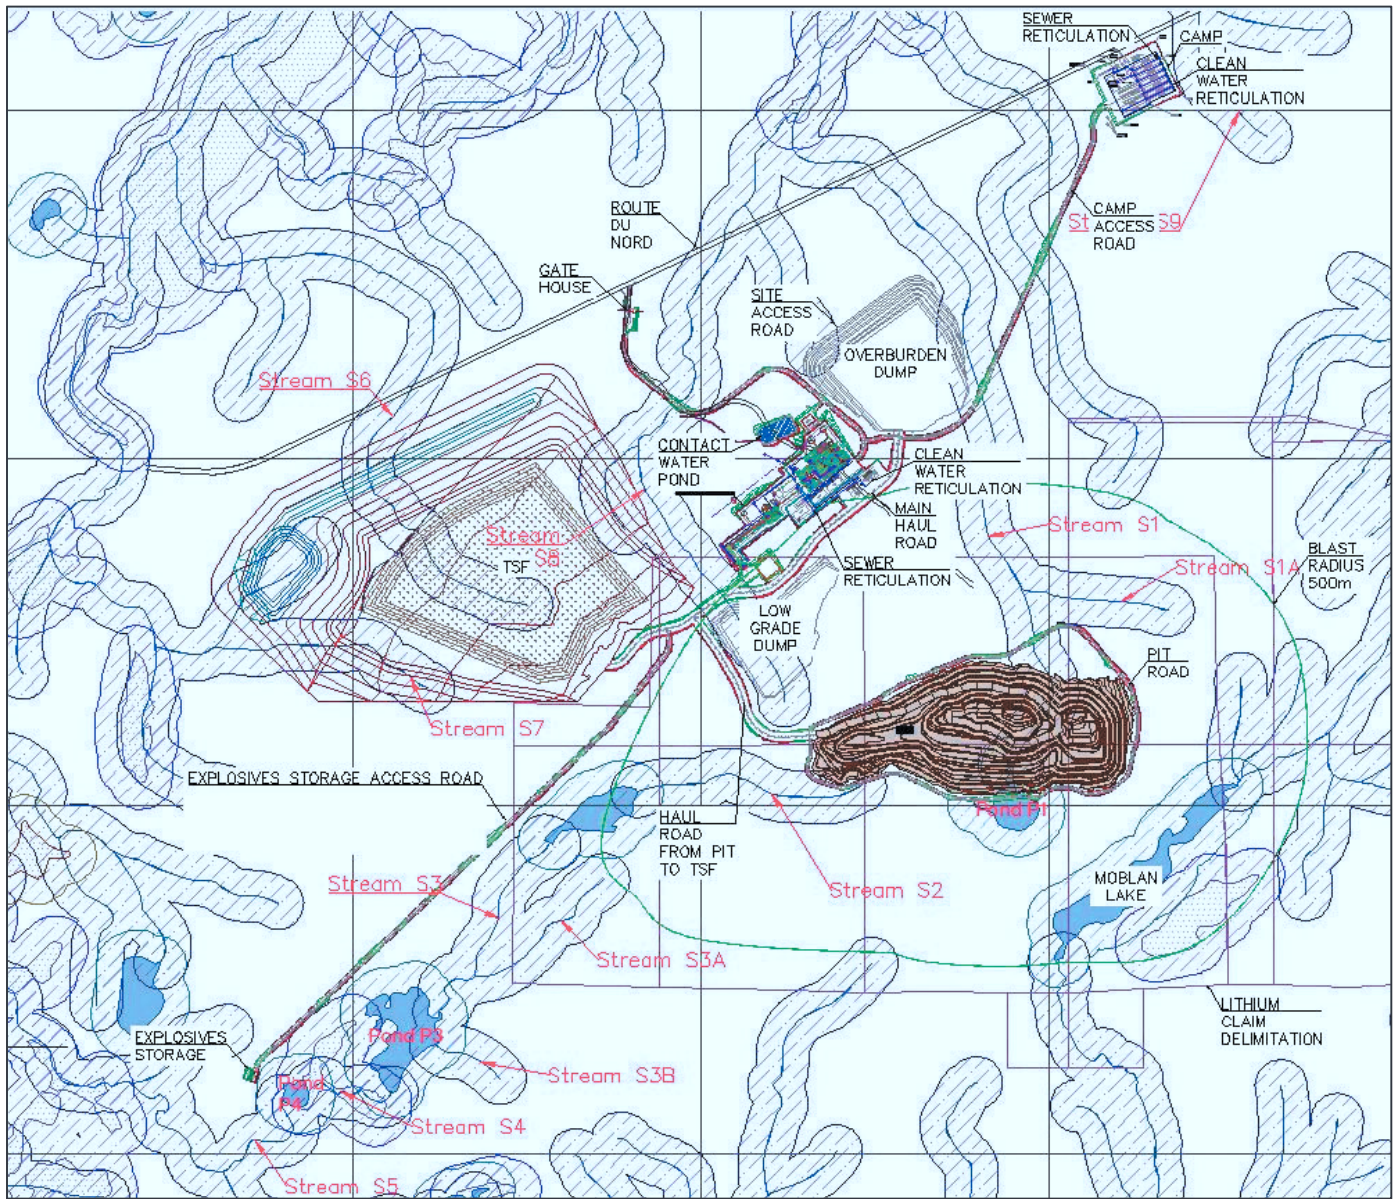 SEWER
RETICULATION
CAMP
CLEAN
WATER
RETICULATION
ROUTE
DU
NORD
St
CAMP
ACCESS
ROAD
S9
GATE
HOUSE
SITE
ACCESS
ROAD
OVERBURDEN
DUMP
Stream S6
CONTACT
WATER
POND
CLEAN
WATER
RETICULATION
MAIN
HAUL
ROAD
Stream S1
Stream
S8
TSF
SEWER
RETICULATION
Stream S1A
BLAST
RADIUS
500m
LOW
GRADE
DUMP
PIT
ROAD
Stream S7
EXPLOSIVES STORAGE ACCESS ROAD
HAUL
ROAD
FROM PIT
TO TSF
Pond P1
Stream S3
Stream S2
MOBLAN
LAKE
Stream S3A
LITHIUM
CLAIM
DELIMITATION
EXPLOSIVES
STORAGE
Pond P3
Stream S3B
Pond
P4
Stream S4
Stream S5